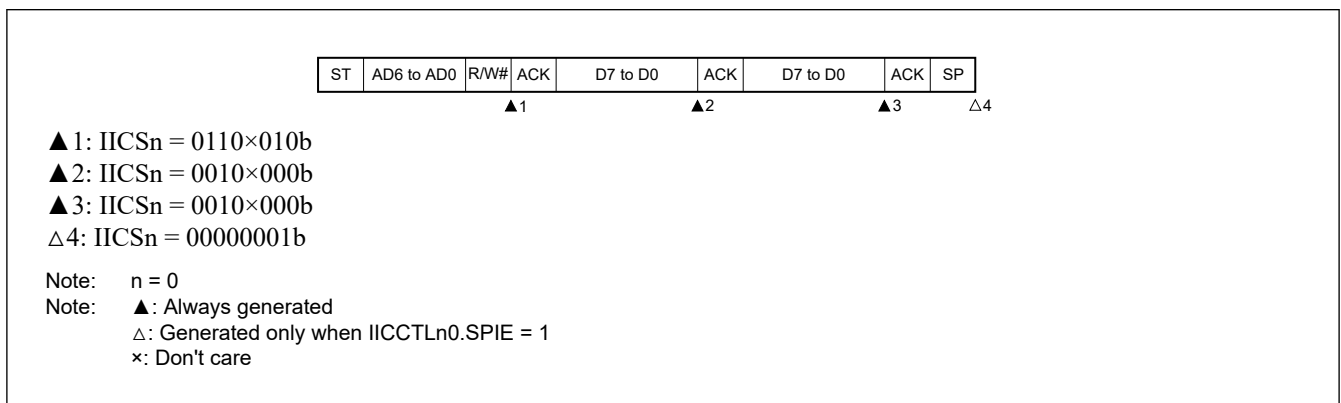 ST AD6 to AD0 R/W# ACK D7 to D0 ACK D7 to D0 ACK SP
▲1 ▲2 ▲3 △4
▲1: IICSn = 0110×010b
▲2: IICSn = 0010×000b
▲3: IICSn = 0010×000b
△4: IICSn = 00000001b
Note: n = 0
Note: ▲: Always generated
△: Generated only when IICCTLn0.SPIE = 1
×: Don't care